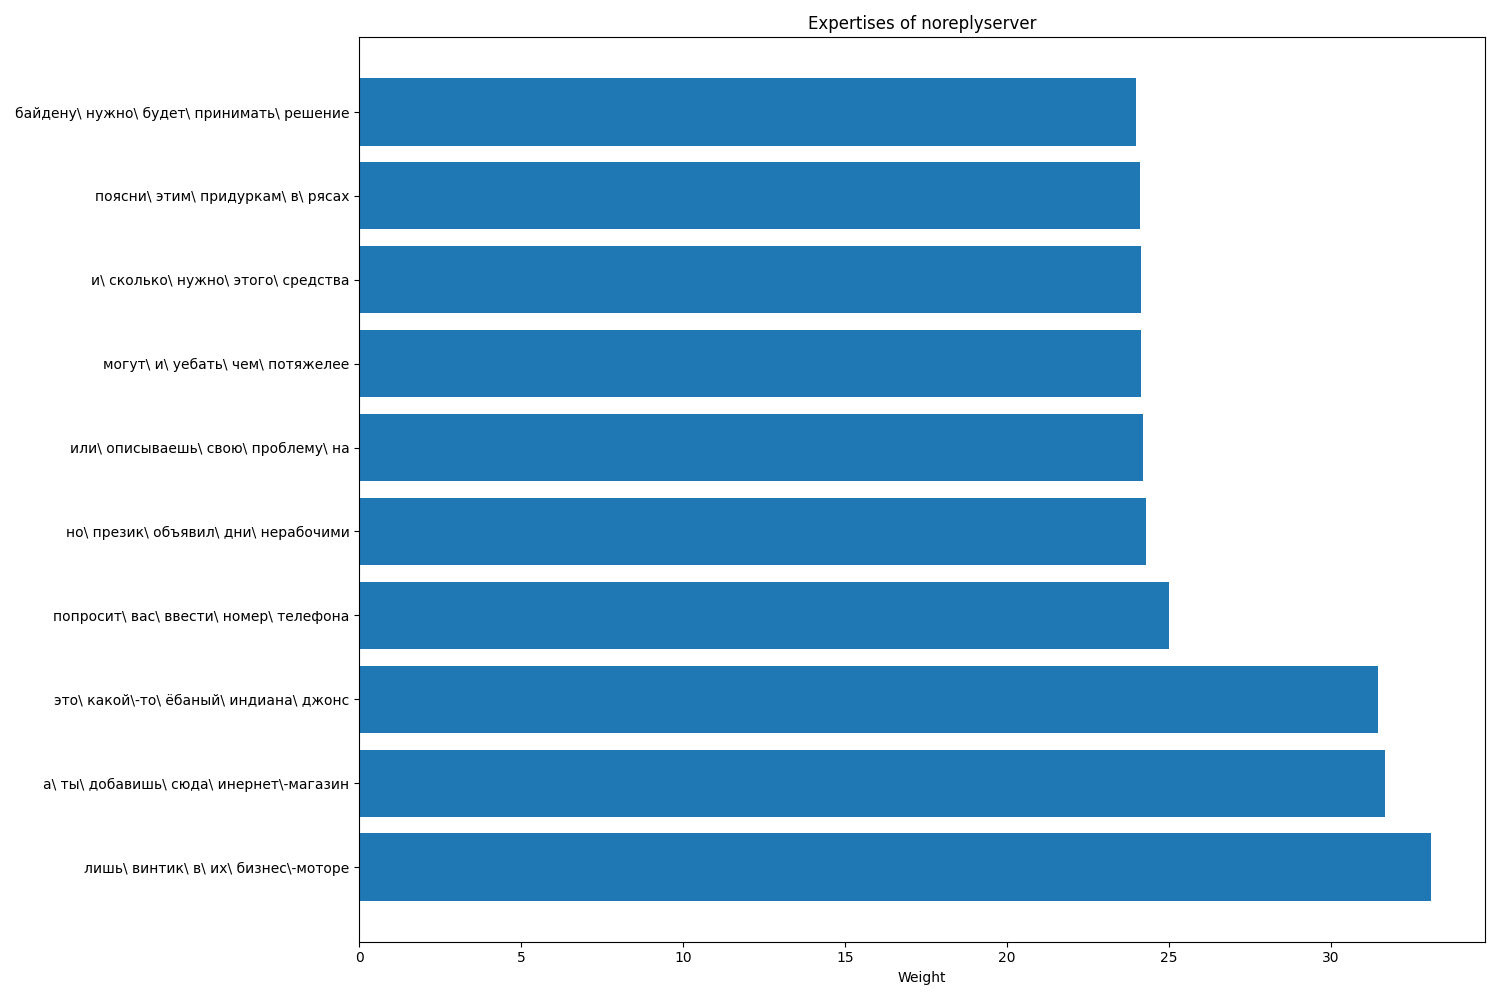 Expertises of noreplyserver
байдену\ нужно\ будет\ принимать\ решение
поясни\ этим\ придуркам\ в\ рясах
и\ сколько\ нужно\ этого\ средства
могут\ и\ уебать\ чем\ потяжелее
или\ описываешь\ свою\ проблему\ на
но\ презик\ объявил\ дни\ нерабочими
попросит\ вас\ ввести\ номер\ телефона
это\ какой\-то\ ёбаный\ индиана\ джонс
а\ ты\ добавишь\ сюда\ инернет\-магазин
лишь\ винтик\ в\ их\ бизнес\-моторе
0 5 10 15 20 25 30
Weight